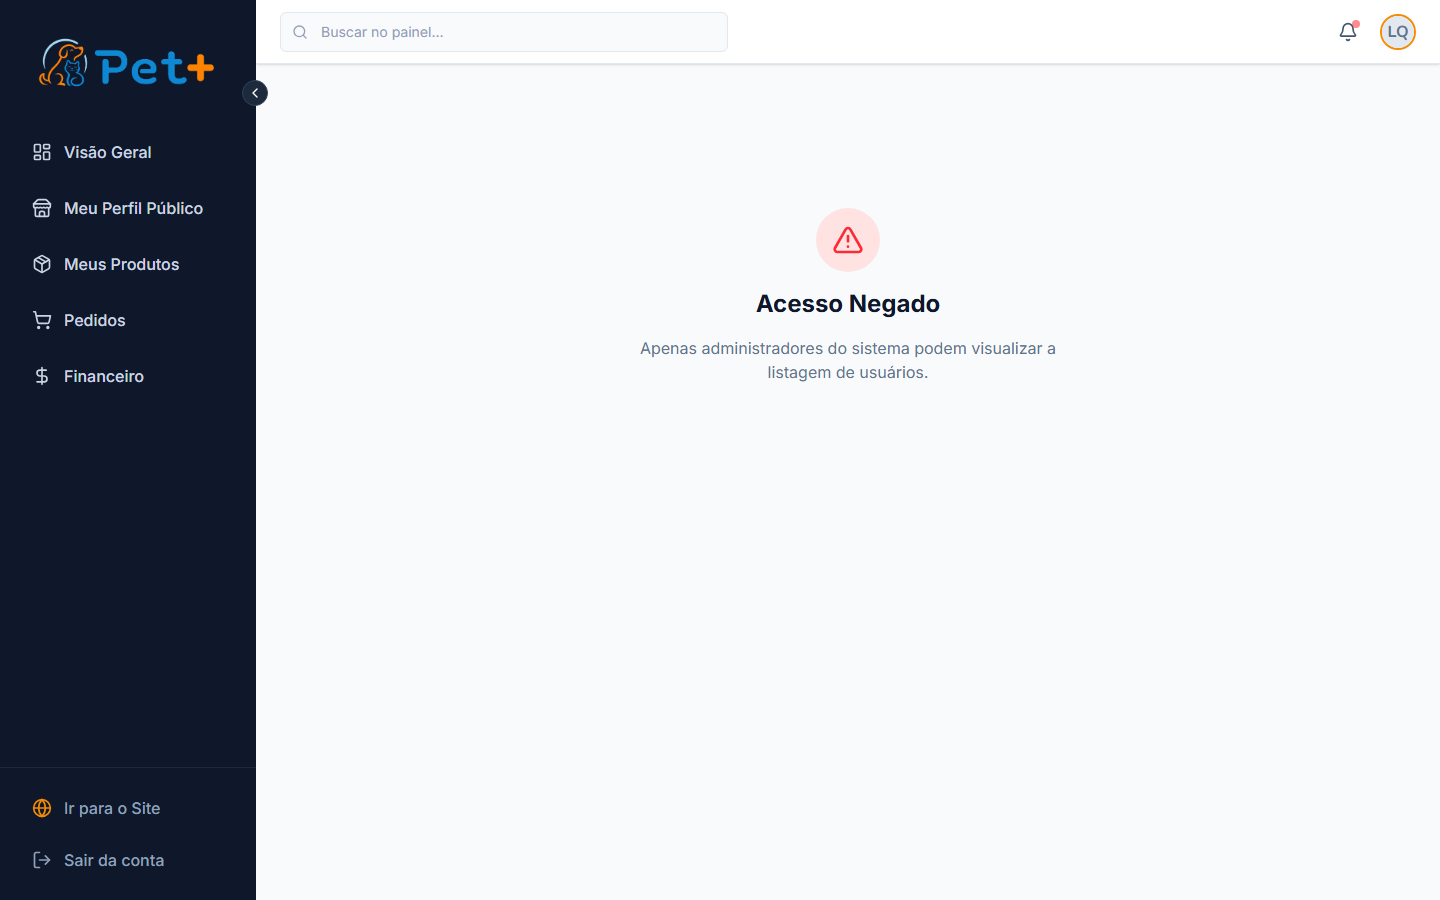 Pet+
Buscar no painel...
LQ
Visão Geral
Meu Perfil Público
Meus Produtos
Pedidos
Financeiro
Acesso Negado
Apenas administradores do sistema podem visualizar a
listagem de usuários.
Ir para o Site
Sair da conta